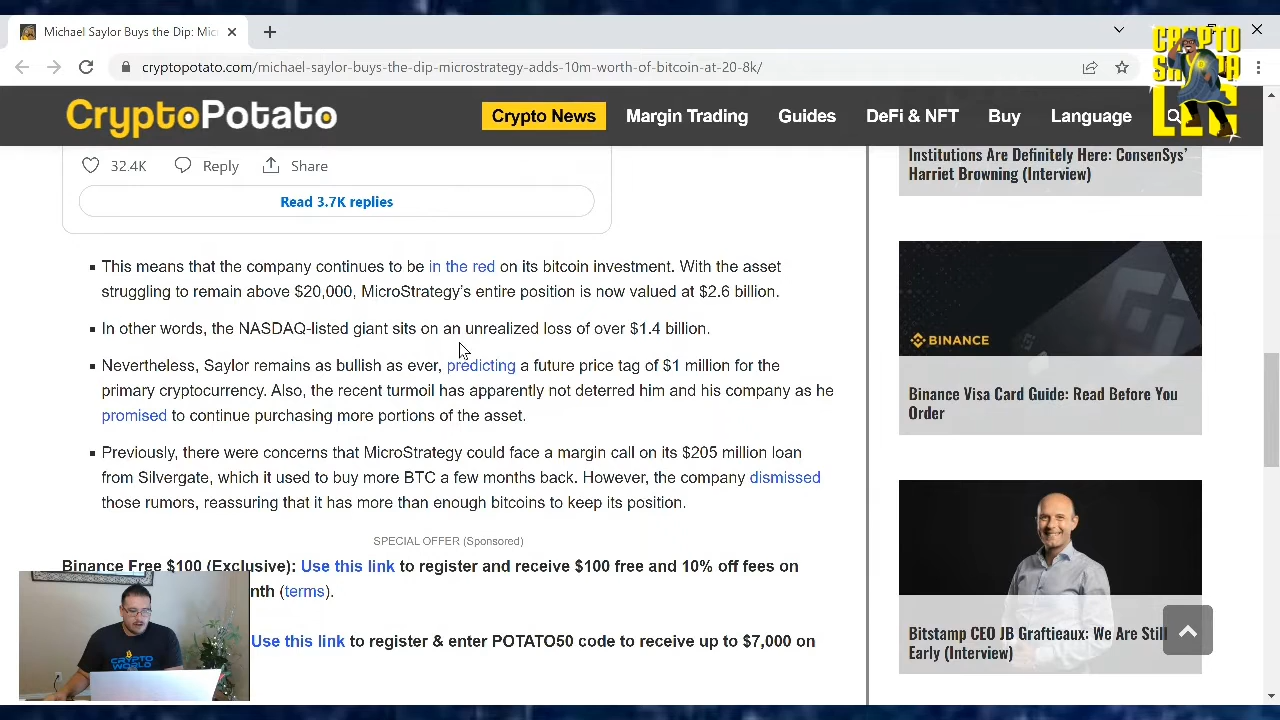 Michael Saylor Buys the Dip: Mic
cryptopotato.com/michael-saylor-buys-the-dip-mi
egy-adds-10m-worth-of-bitcoin-at-20-8k/
CRYPTO
Yo
CryptoPotato
Crypto News
Margin Trading
Guides
DeFi & NFT
Buy
Language
32.4K
Reply
Share
Read 3.7K replies
This means that the company continues to be in the red on its bitcoin investment. With the asset
struggling to remain above $20,000, MicroStrategy's entire position is now valued at $2.6 billion.
In other words, the NASDAQ-listed giant sits on an unrealized loss of over $1.4 billion.
Nevertheless, Saylor remains as bullish as ever, predicting a future price tag of $1 million for the
primary cryptocurrency. Also, the recent turmoil has apparently not deterred him and his company as he
promised to continue purchasing more portions of the asset.
Previously, there were concerns that MicroStrategy could face a margin call on its $205 million loan
from Silvergate, which it used to buy more BTC a few months back. However, the company dismissed
those rumors, reassuring that it has more than enough bitcoins to keep its position.
SPECIAL OFFER (Sponsored)
Binance Free $100 (Exclusive): Use this link to register and receive $100 free and 10% off fees on
nth (terms).
Use this link to register & enter POTATO50 code to receive up to $7,000 on
CRYPTO
WORLD
Institutions Are Definitely Here: ConsenSys'
Harriet Browning (Interview)
BINANCE
Binance Visa Card Guide: Read Before You
Order
Bitstamp CEO JB Graftieaux: We Are Still
Early (Interview)